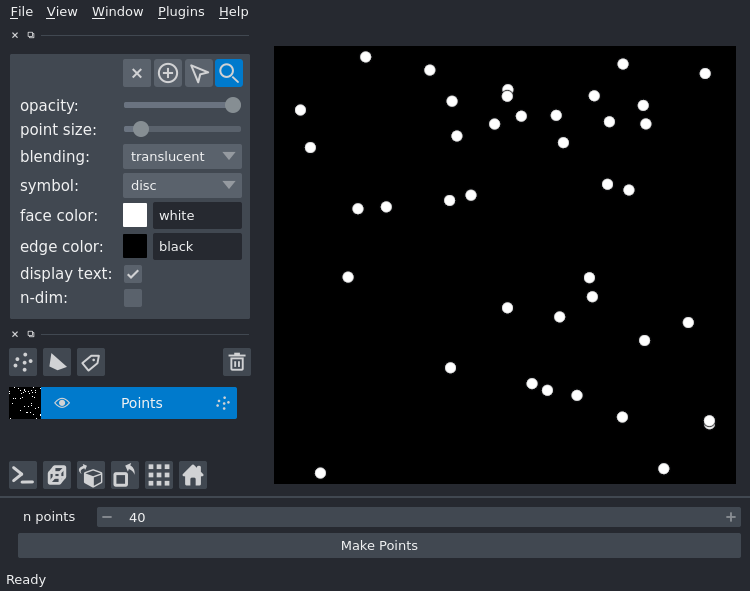 File View Window Plugins Help
opacity:
point size:
blending: translucent
symbol: disc
face color: white
edge color: black
display text:
n-dim:
Points
n points 40
Make Points
Ready